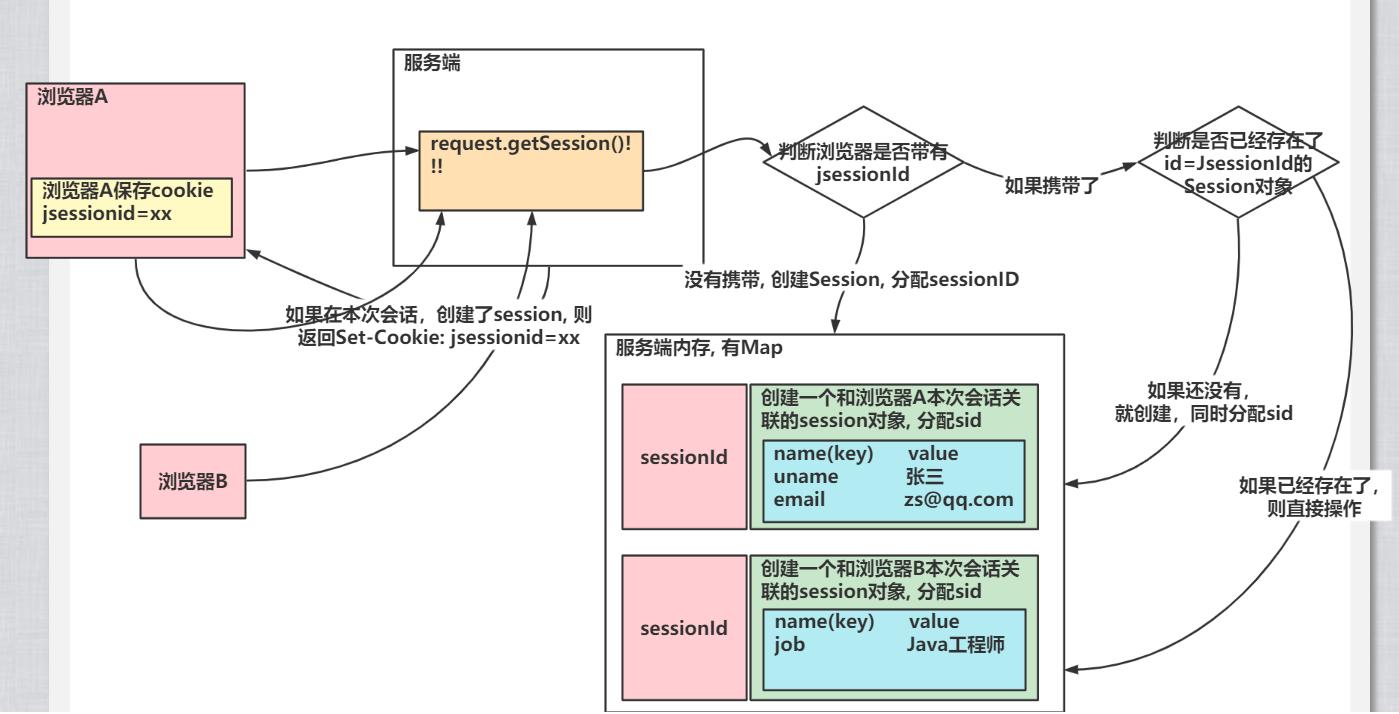 服务端
浏览器A
request.getSession()!
!!
浏览器A保存cookie
jsessionid=xx
判断浏览器是否带有
jsessionId
如果携带了
判断是否已经存在了
id=JsessionId的
Session对象
没有携带, 创建Session, 分配sessionID
如果在本次会话，创建了session, 则
返回Set-Cookie: jsessionid=xx
服务端内存, 有Map
sessionId
创建一个和浏览器A本次会话关
联的session对象, 分配sid
name(key) value
uname 张三
email zs@qq.com
如果还没有，
就创建，同时分配sid
浏览器B
如果已经存在了，
则直接操作
sessionId
创建一个和浏览器B本次会话关
联的session对象, 分配sid
name(key) value
job Java工程师